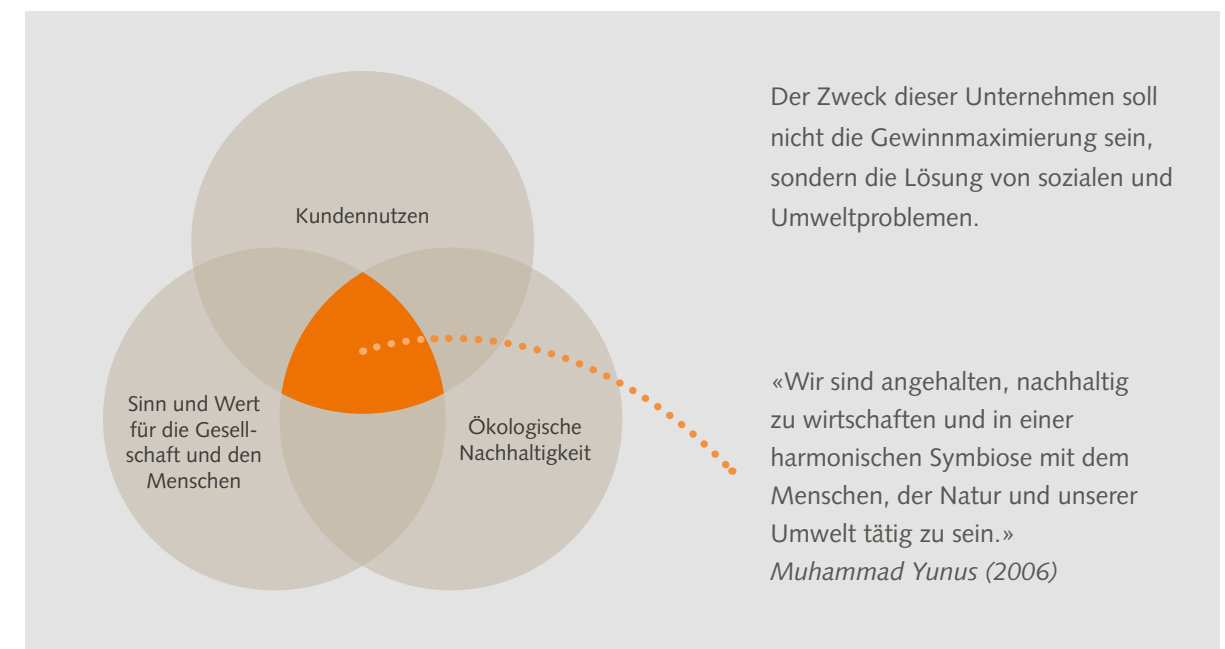 Kundennutzen
Sinn und Wert
für die Gesell-
schaft und den
Menschen
Ökologische
Nachhaltigkeit
Der Zweck dieser Unternehmen soll
nicht die Gewinnmaximierung sein,
sondern die Lösung von sozialen und
Umweltproblemen.
«Wir sind angehalten, nachhaltig
zu wirtschaften und in einer
harmonischen Symbiose mit dem
Menschen, der Natur und unserer
Umwelt tätig zu sein.»
Muhammad Yunus (2006)